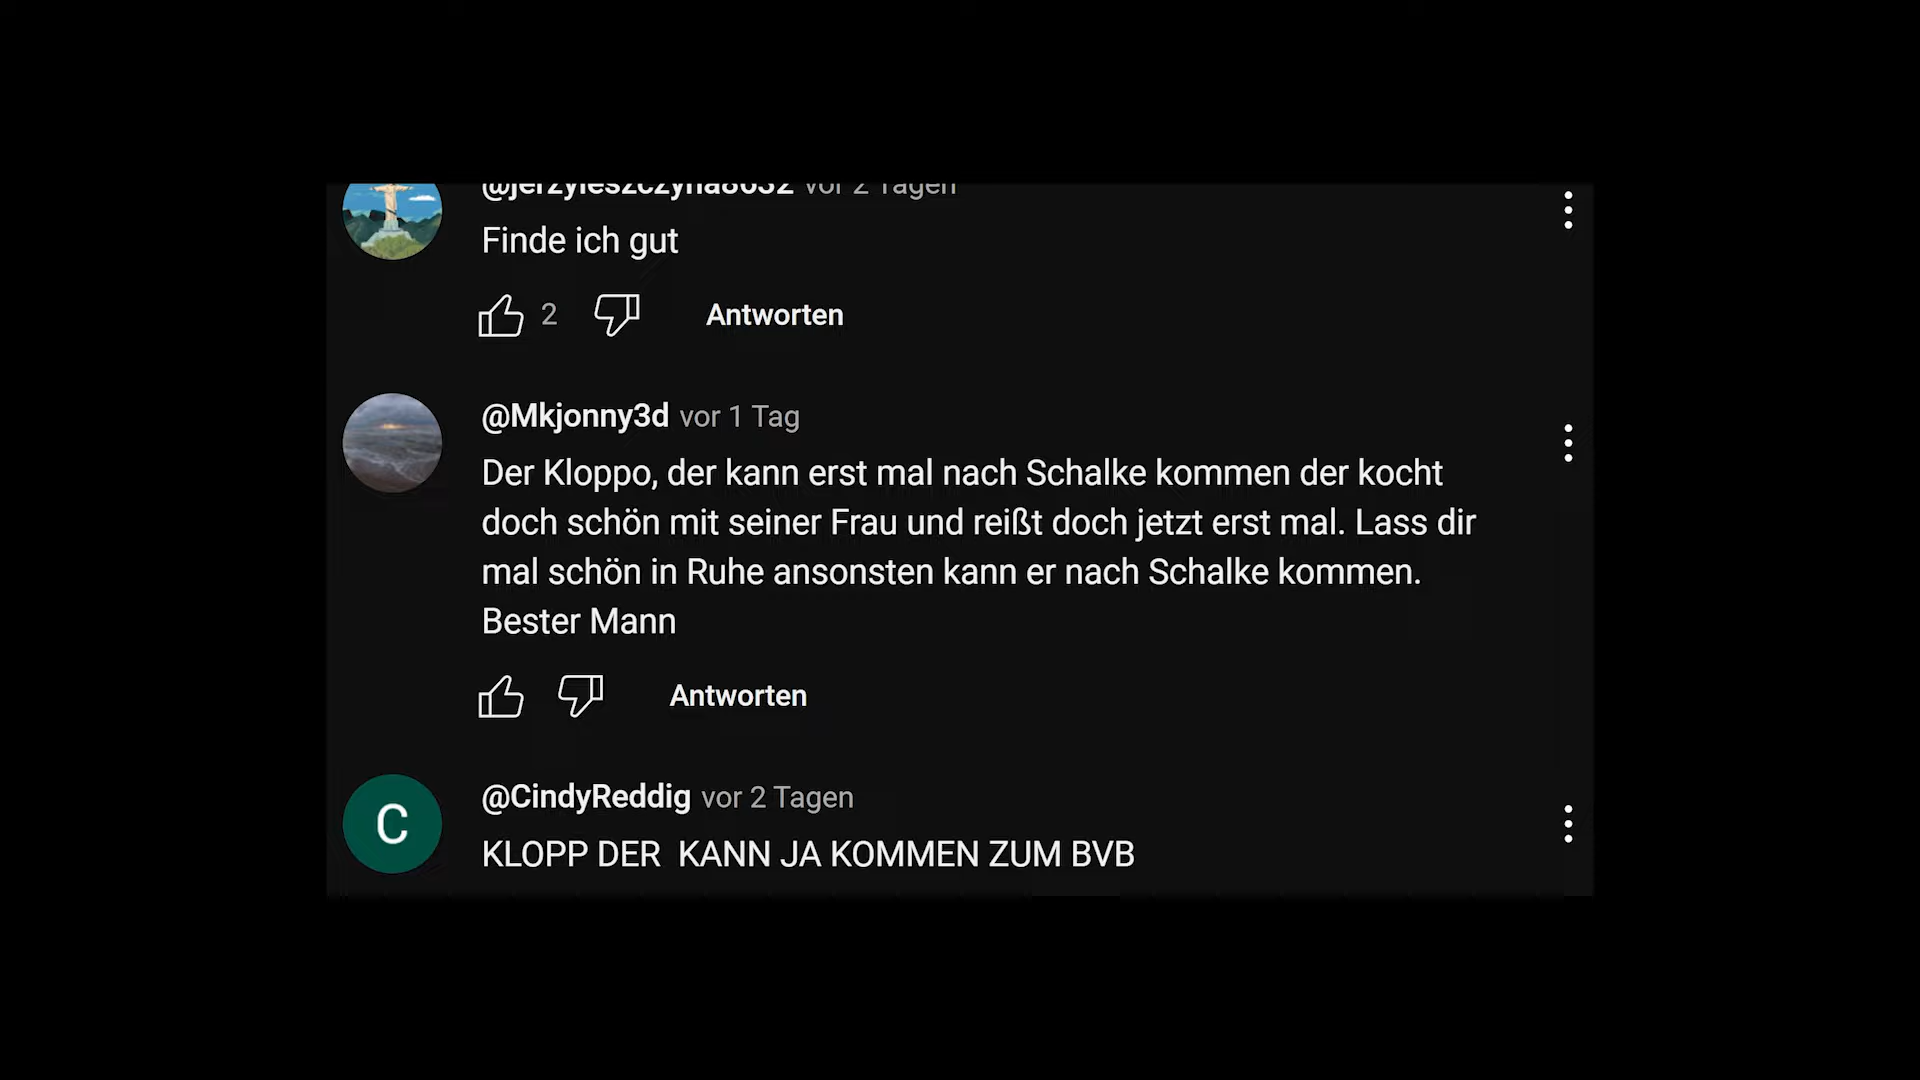 vor 2 Tagen
Finde ich gut
2 Antworten
@Mkjonny3d vor 1 Tag
Der Kloppo, der kann erst mal nach Schalke kommen der kocht
doch schön mit seiner Frau und reißt doch jetzt erst mal. Lass dir
mal schön in Ruhe ansonsten kann er nach Schalke kommen.
Bester Mann
Antworten
C
@CindyReddig vor 2 Tagen
KLOPP DER  KANN JA KOMMEN ZUM BVB